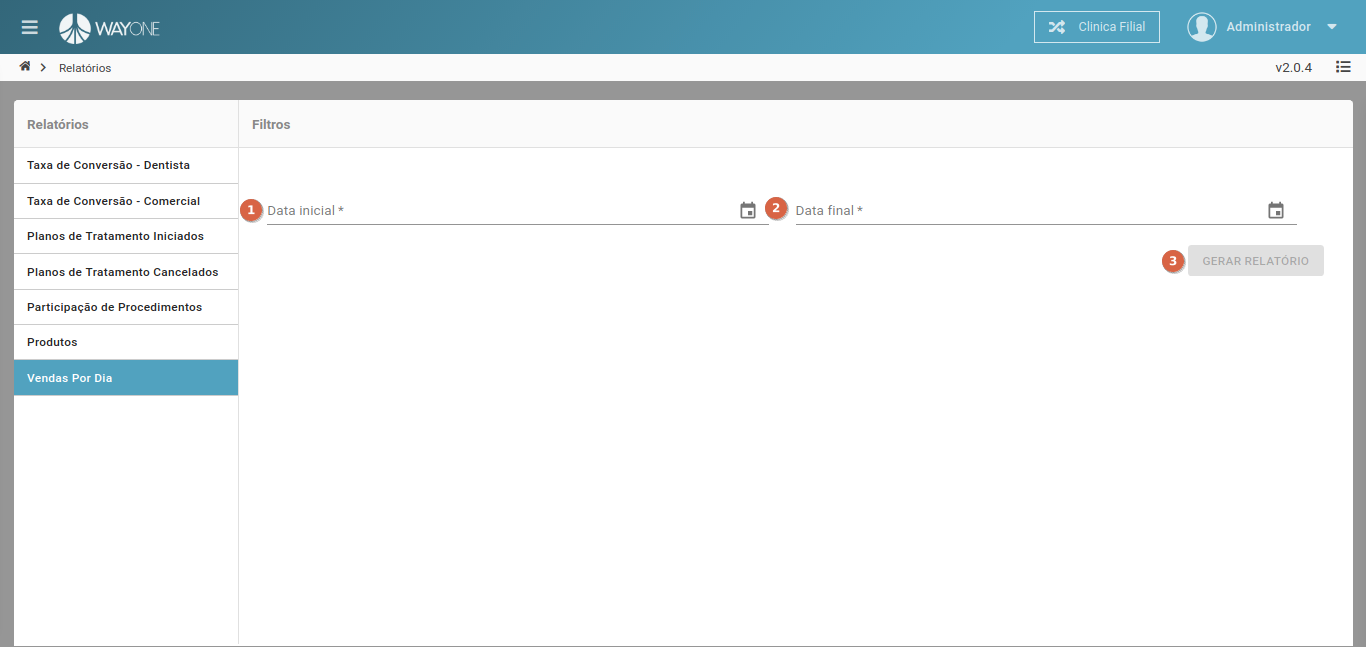 WAYONE
Clinica Filial
Administrador
Relatórios
v2.0.4
Relatórios
Filtros
Taxa de Conversão - Dentista
Taxa de Conversão - Comercial
Planos de Tratamento Iniciados
Planos de Tratamento Cancelados
Participação de Procedimentos
Produtos
Vendas Por Dia
1 Data inicial *
2 Data final *
3 GERAR RELATÓRIO